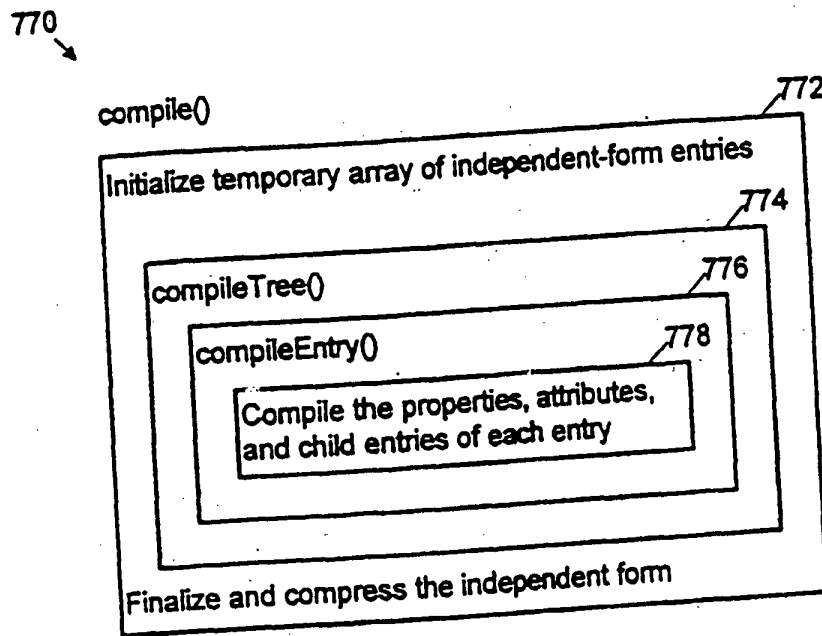 770
compile()
772
Initialize temporary array of independent-form entries
774
compileTree()
776
compileEntry()
778
Compile the properties, attributes,
and child entries of each entry
Finalize and compress the independent form